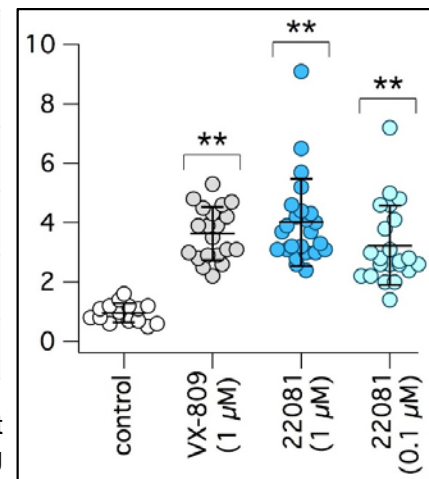 10
8
6
4
2
0
**
**
**
control
VX-809
(1 µM)
22081
(1 µM)
22081
(0.1 µM)